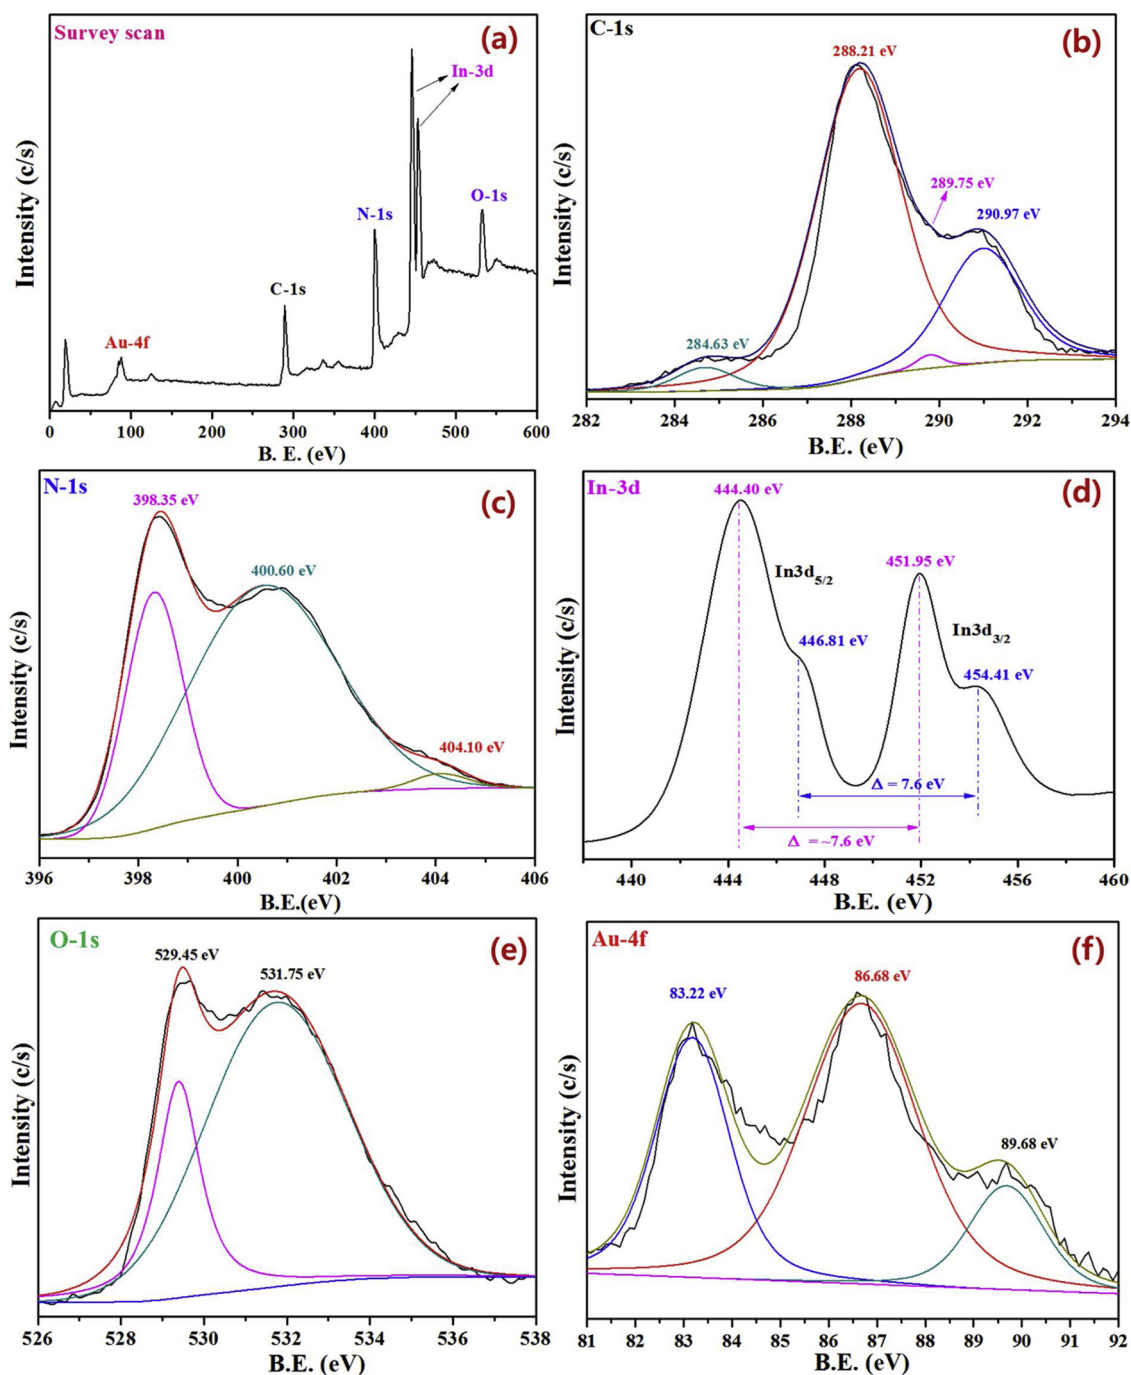 Survey scan
(a)
In-3d
O-1s
N-1s
C-1s
Au-4f
Intensity (c/s)
0 100 200 300 400 500 600
B. E. (eV)
C-1s
(b)
288.21 eV
289.75 eV
290.97 eV
284.63 eV
Intensity (c/s)
282 284 286 288 290 292 294
B.E. (eV)
N-1s
(c)
398.35 eV
400.60 eV
404.10 eV
Intensity (c/s)
396 398 400 402 404 406
B.E.(eV)
In-3d
(d)
444.40 eV
In3d5/2
451.95 eV
446.81 eV
In3d3/2
454.41 eV
Δ = 7.6 eV
Δ = ~7.6 eV
Intensity (c/s)
440 444 448 452 456 460
B.E. (eV)
O-1s
(e)
529.45 eV
531.75 eV
Intensity (c/s)
526 528 530 532 534 536 538
B.E. (eV)
Au-4f
(f)
83.22 eV
86.68 eV
89.68 eV
Intensity (c/s)
81 82 83 84 85 86 87 88 89 90 91 92
B.E. (eV)